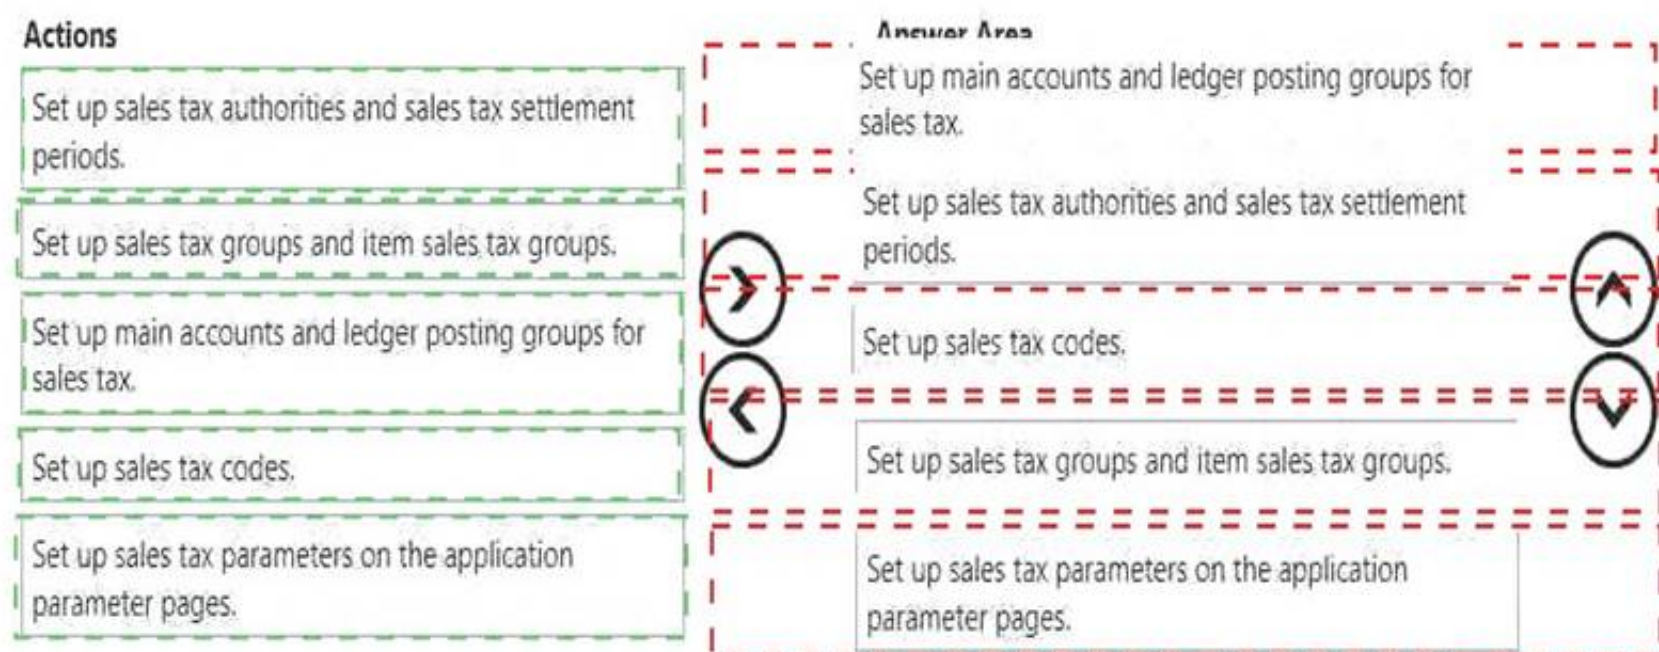 Actions
Set up sales tax authorities and sales tax settlement
periods.
Set up sales tax groups and item sales tax groups.
Set up main accounts and ledger posting groups for
sales tax.
Set up sales tax codes.
Set up sales tax parameters on the application
parameter pages.
Answer Area
Set up main accounts and ledger posting groups for
sales tax.
Set up sales tax authorities and sales tax settlement
periods.
Set up sales tax codes.
Set up sales tax groups and item sales tax groups.
Set up sales tax parameters on the application
parameter pages.